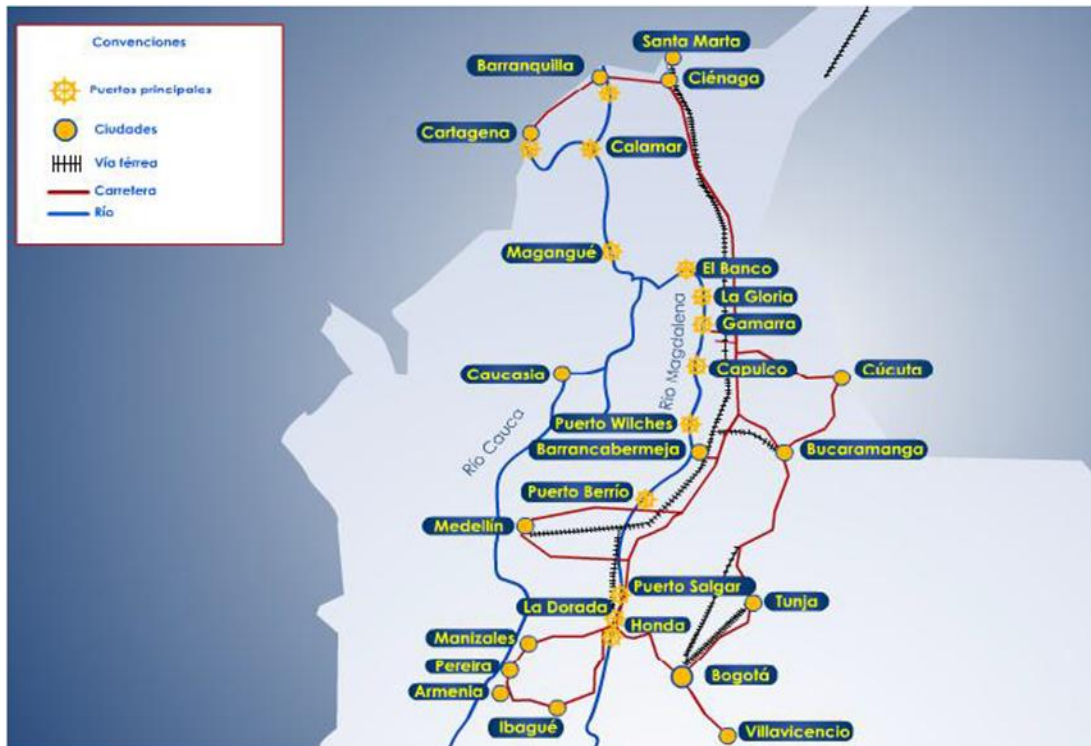 Convenciones
Puertos principales
Ciudades
Vía férrea
Carretera
Río
Santa Marta
Barranquilla
Ciénaga
Cartagena
Calamar
Magangué
El Banco
La Gloria
Río Magdalena
Gamarra
Caucasia
Capulco
Cúcuta
Río Cauca
Puerto Wilches
Barrancabermeja
Bucaramanga
Puerto Berrío
Medellín
Puerto Salgar
La Dorada
Tunja
Honda
Manizales
Pereira
Bogotá
Armenia
Ibagué
Villavicencio